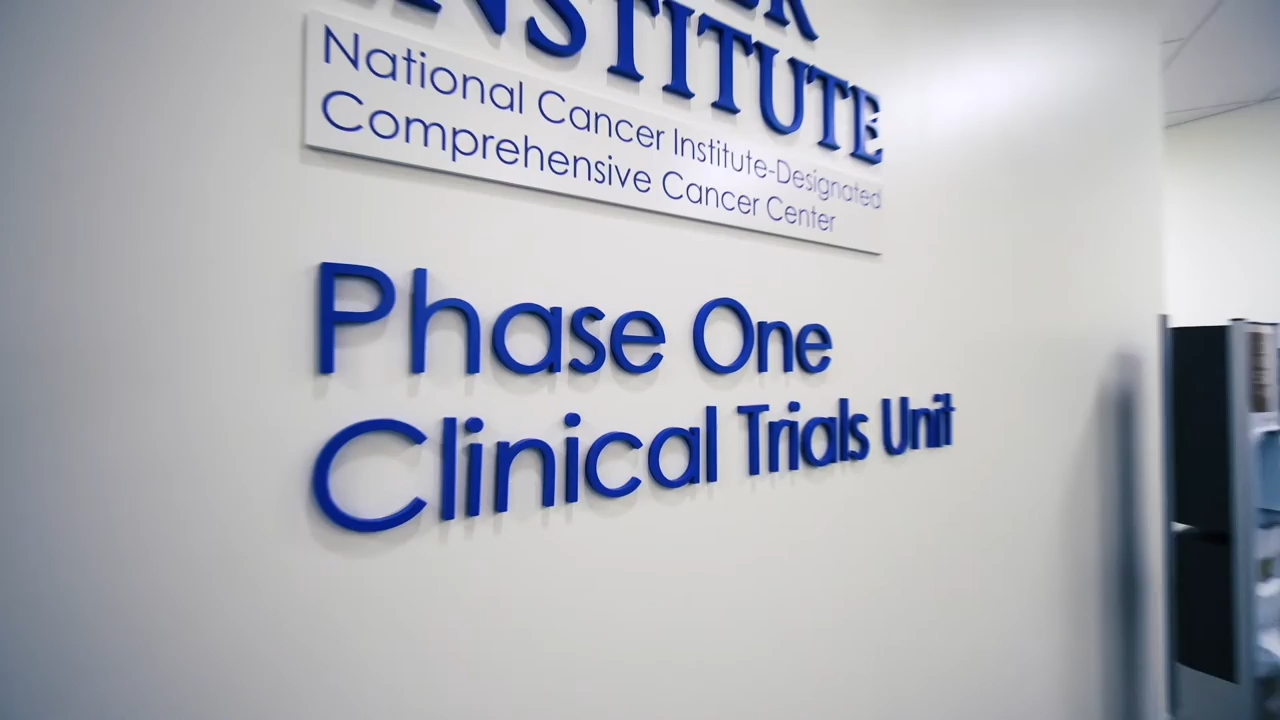 INSTITUTE
National Cancer Institute-Designated
Comprehensive Cancer Center
Phase One
Clinical Trials Unit